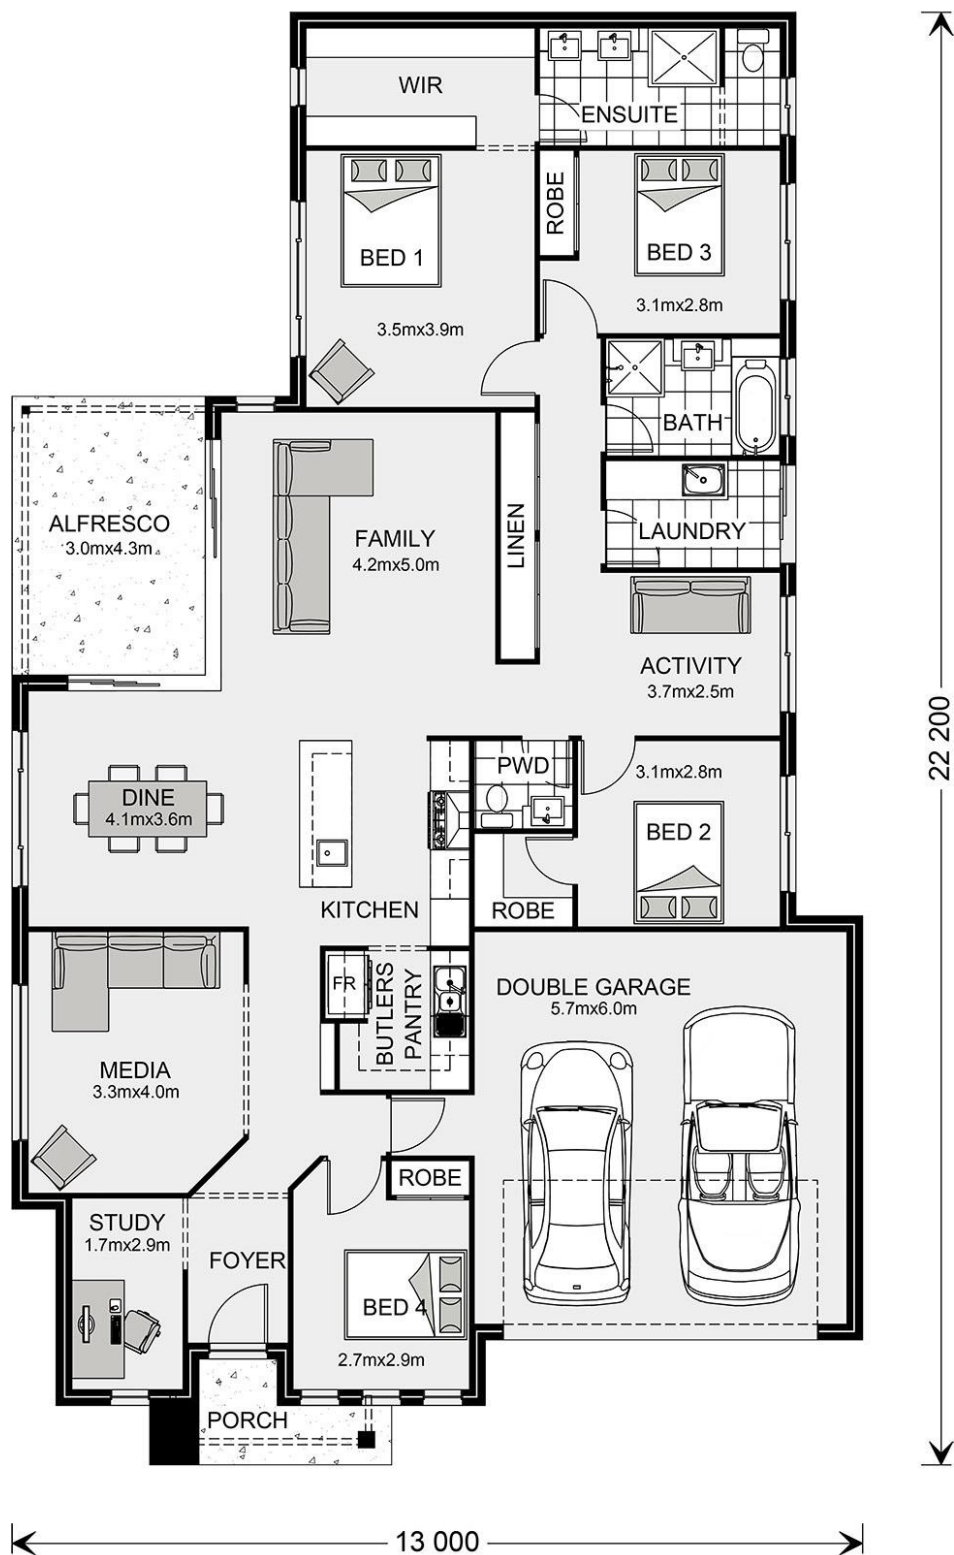 WIR
ENSUITE
ROBE
BED 1
3.5mx3.9m
BED 3
3.1mx2.8m
BATH
ALFRESCO
3.0mx4.3m
FAMILY
4.2mx5.0m
LINEN
LAUNDRY
ACTIVITY
3.7mx2.5m
22 200
DINE
4.1mx3.6m
PWD
3.1mx2.8m
BED 2
KITCHEN
ROBE
FR
BUTLERS
PANTRY
DOUBLE GARAGE
5.7mx6.0m
MEDIA
3.3mx4.0m
ROBE
STUDY
1.7mx2.9m
FOYER
BED 4
2.7mx2.9m
PORCH
13 000